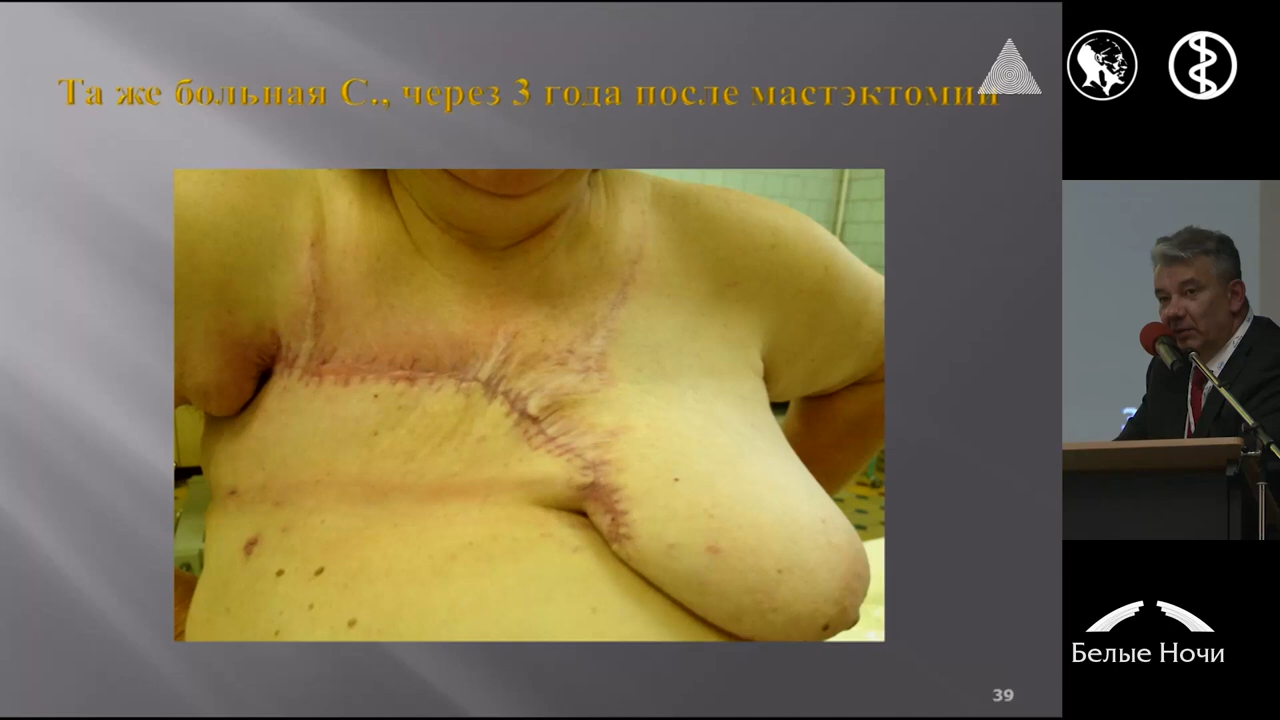 Та же больная С., через 3 года после мастэктомии
39
Белые Ночи